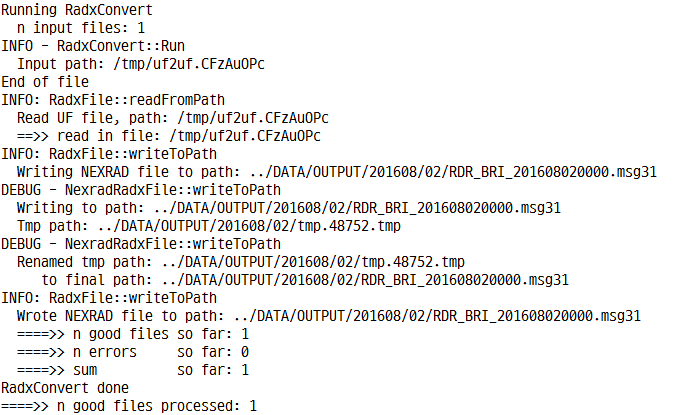 Running RadxConvert
  n input files: 1
INFO - RadxConvert::Run
  Input path: /tmp/uf2uf.CFzAuOPc
End of file
INFO: RadxFile::readFromPath
  Read UF file, path: /tmp/uf2uf.CFzAuOPc
  ==>> read in file: /tmp/uf2uf.CFzAuOPc
INFO: RadxFile::writeToPath
  Writing NEXRAD file to path: ../DATA/OUTPUT/201608/02/RDR_BRI_201608020000.msg31
DEBUG - NexradRadxFile::writeToPath
  Writing to path: ../DATA/OUTPUT/201608/02/RDR_BRI_201608020000.msg31
  Tmp path: ../DATA/OUTPUT/201608/02/tmp.48752.tmp
DEBUG - NexradRadxFile::writeToPath
  Renamed tmp path: ../DATA/OUTPUT/201608/02/tmp.48752.tmp
     to final path: ../DATA/OUTPUT/201608/02/RDR_BRI_201608020000.msg31
INFO: RadxFile::writeToPath
  Wrote NEXRAD file to path: ../DATA/OUTPUT/201608/02/RDR_BRI_201608020000.msg31
  ====>> n good files so far: 1
  ====>> n errors     so far: 0
  ====>> sum          so far: 1
RadxConvert done
====>> n good files processed: 1